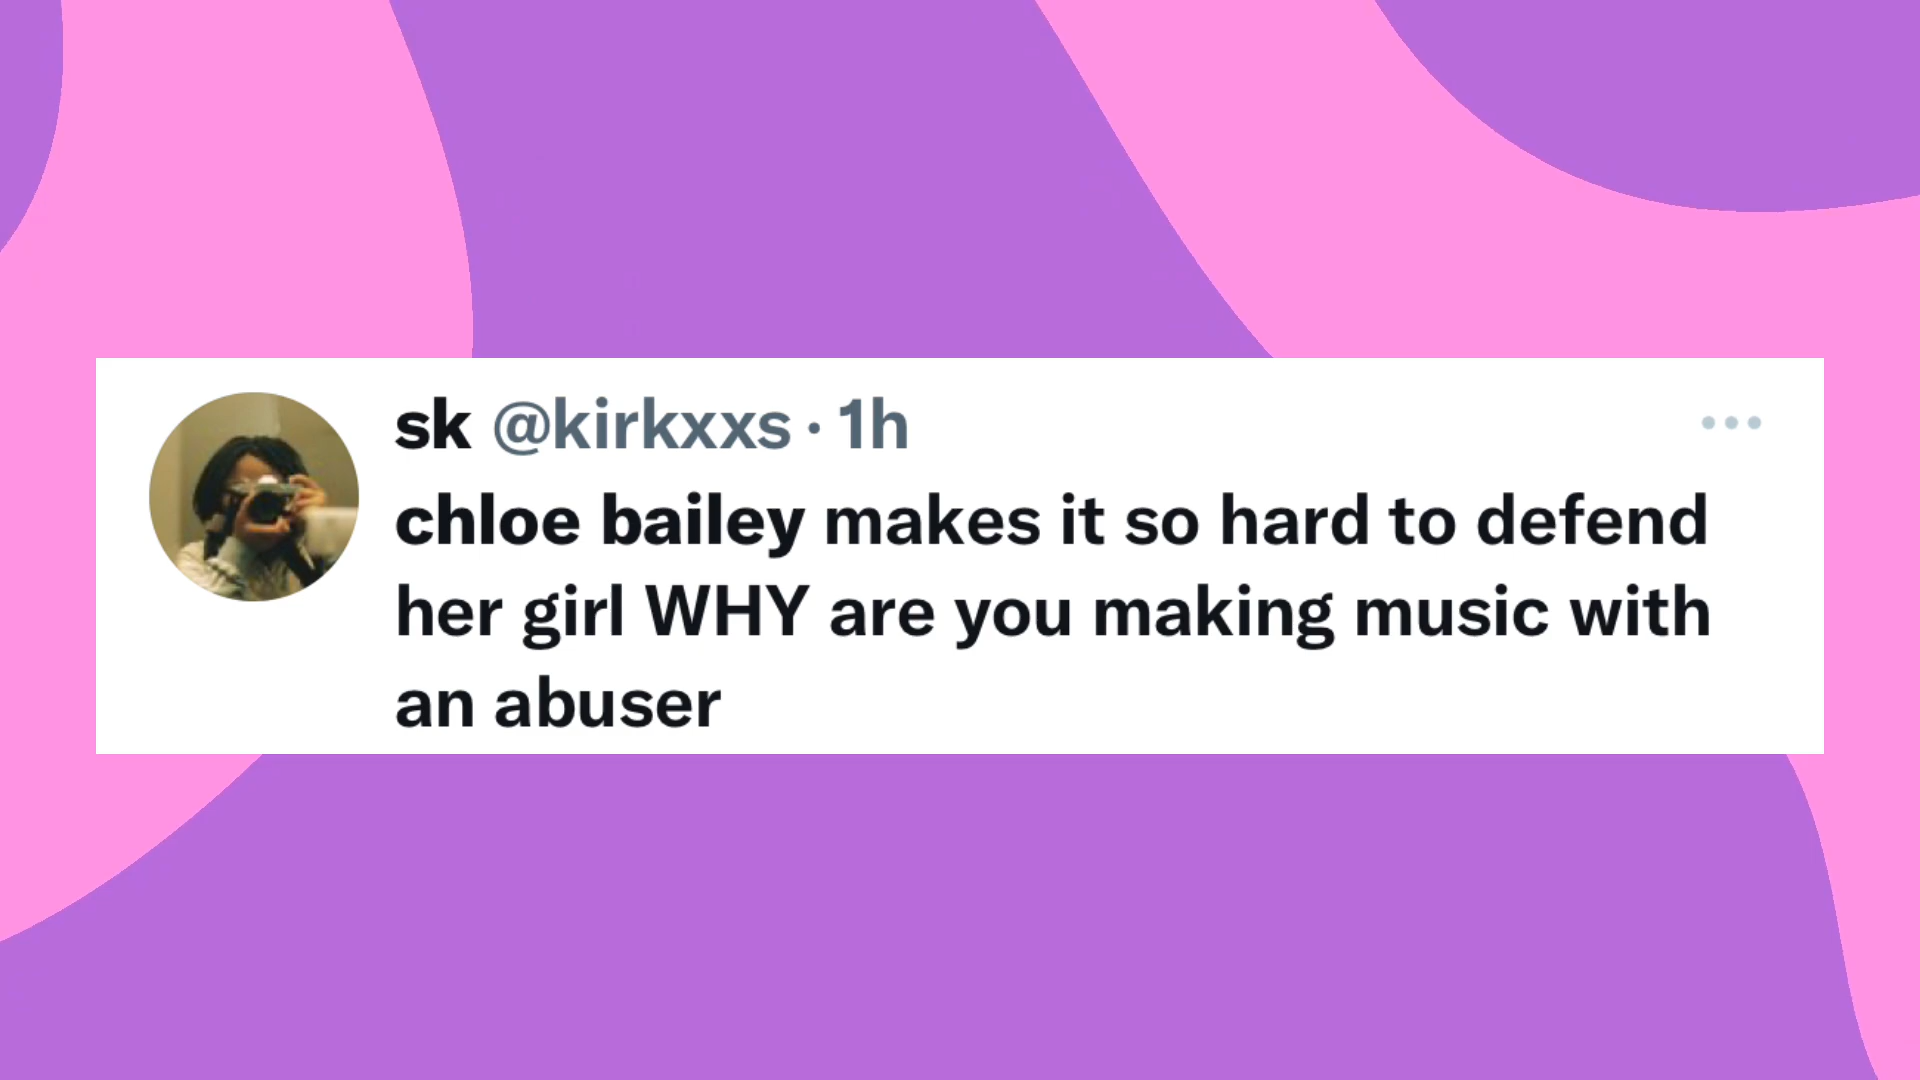 sk @kirkxxs · 1h
chloe bailey makes it so hard to defend
her girl WHY are you making music with
an abuser